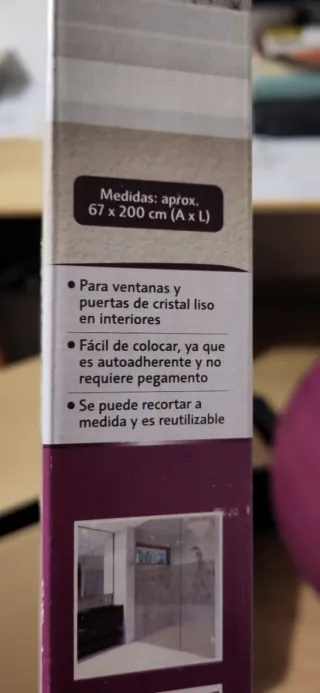 Medidas: aprox.
67 x 200 cm (A x L)
• Para ventanas y
puertas de cristal liso
en interiores
• Fácil de colocar, ya que
es autoadherente y no
requiere pegamento
• Se puede recortar a
medida y es reutilizable